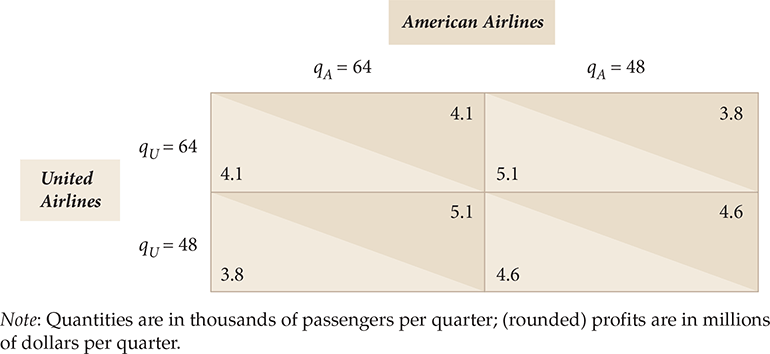 American Airlines
qA = 64 qA = 48
4.1 3.8
qU = 64
4.1 5.1
United
Airlines
5.1 4.6
qU = 48
3.8 4.6
Note: Quantities are in thousands of passengers per quarter; (rounded) profits are in millions
of dollars per quarter.